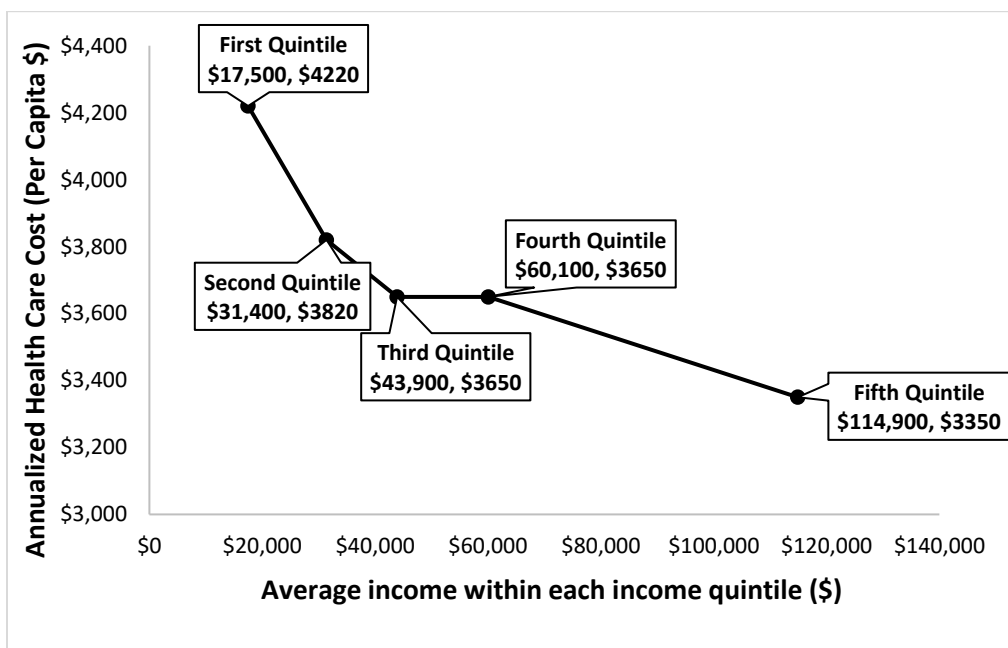 Annualized Health Care Cost (Per Capita $)
$4,400
$4,200
$4,000
$3,800
$3,600
$3,400
$3,200
$3,000
First Quintile
$17,500, $4220
Second Quintile
$31,400, $3820
Third Quintile
$43,900, $3650
Fourth Quintile
$60,100, $3650
Fifth Quintile
$114,900, $3350
$0 $20,000 $40,000 $60,000 $80,000 $100,000 $120,000 $140,000
Average income within each income quintile ($)